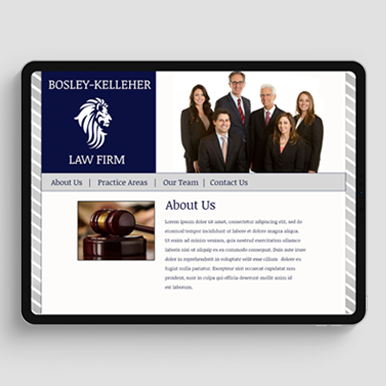 BOSLEY-KELLEHER
LAW FIRM
About Us | Practice Areas | Our Team | Contact Us
About Us
Lorem ipsum dolor sit amet, consectetur adipiscing elit, sed do
eiusmod tempor incididunt ut labore et dolore magna aliqua.
Ut enim ad minim veniam, quis nostrud exercitation ullamco
laboris nisi ut aliquip ex ea commodo consequat. Duis aute irure
dolor in reprehenderit in voluptate velit esse cillum dolore eu
fugiat nulla pariatur. Excepteur sint occaecat cupidatat non
proident, sunt in culpa qui officia deserunt mollit anim id
est laborum.